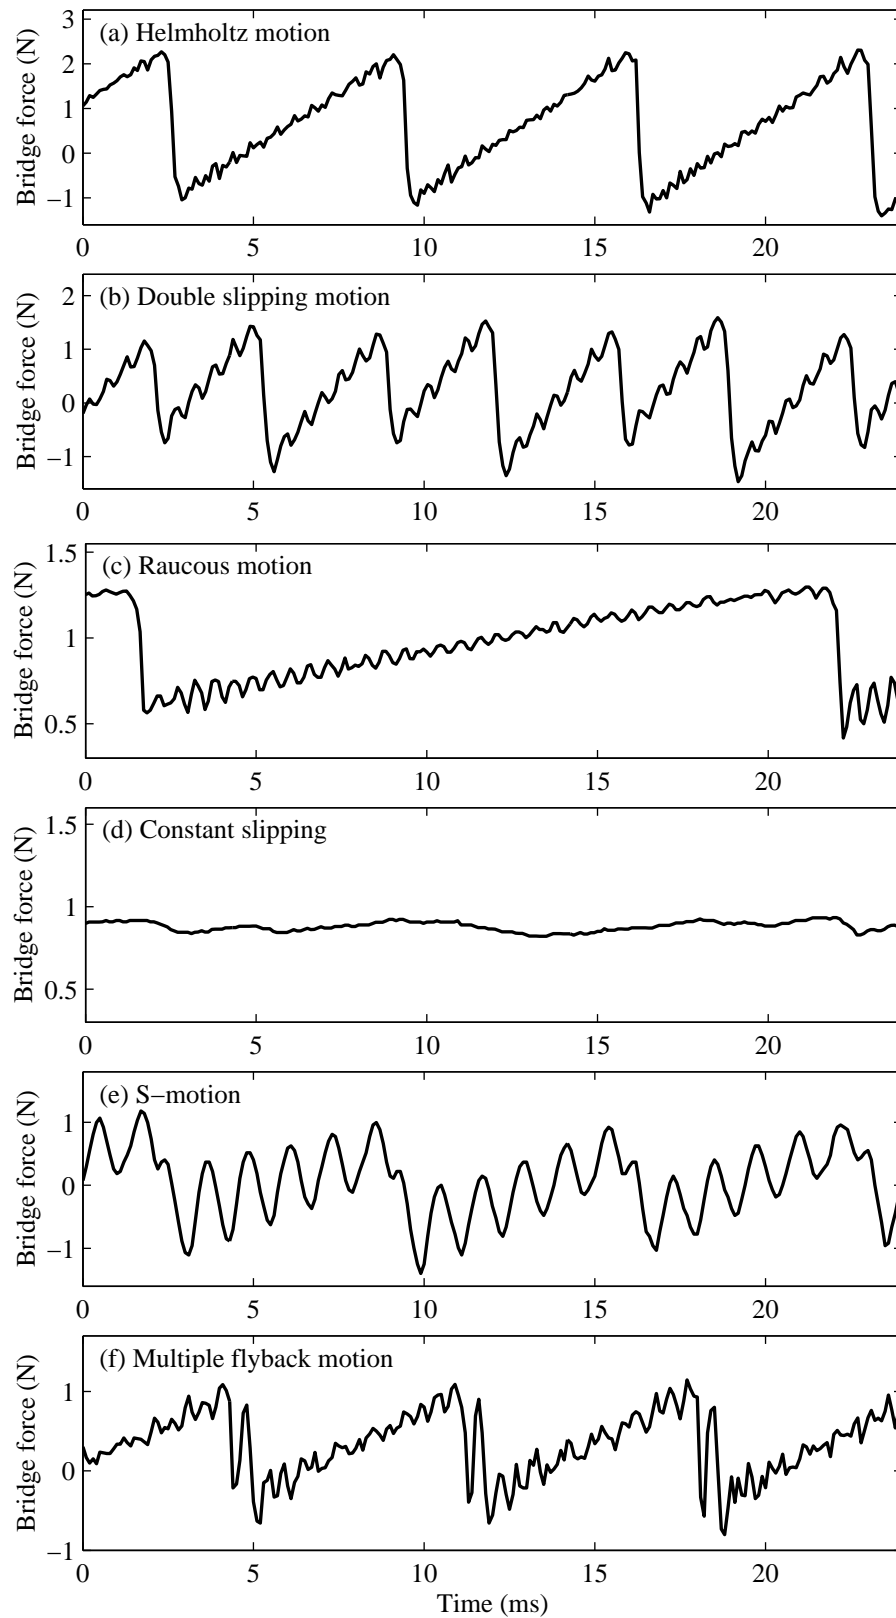 (a) Helmholtz motion
Bridge force (N)
3
2
1
0
−1
0 5 10 15 20
(b) Double slipping motion
Bridge force (N)
2
1
0
−1
0 5 10 15 20
(c) Raucous motion
Bridge force (N)
1.5
1
0.5
0 5 10 15 20
(d) Constant slipping
Bridge force (N)
1.5
1
0.5
0 5 10 15 20
(e) S−motion
Bridge force (N)
1
0
−1
0 5 10 15 20
(f) Multiple flyback motion
Bridge force (N)
1
0
−1
0 5 10 15 20
Time (ms)